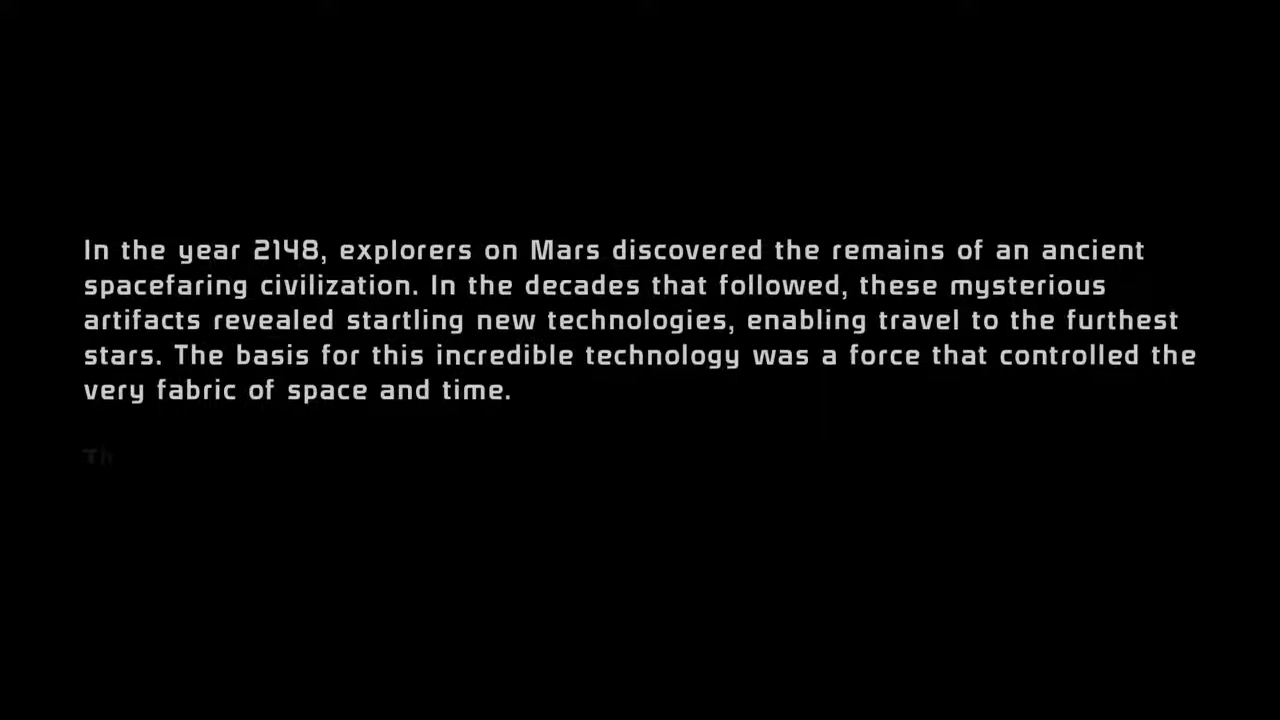 In the year 2148, explorers on Mars discovered the remains of an ancient
spacefaring civilization. In the decades that followed, these mysterious
artifacts revealed startling new technologies, enabling travel to the furthest
stars. The basis for this incredible technology was a force that controlled the
very fabric of space and time.
Th